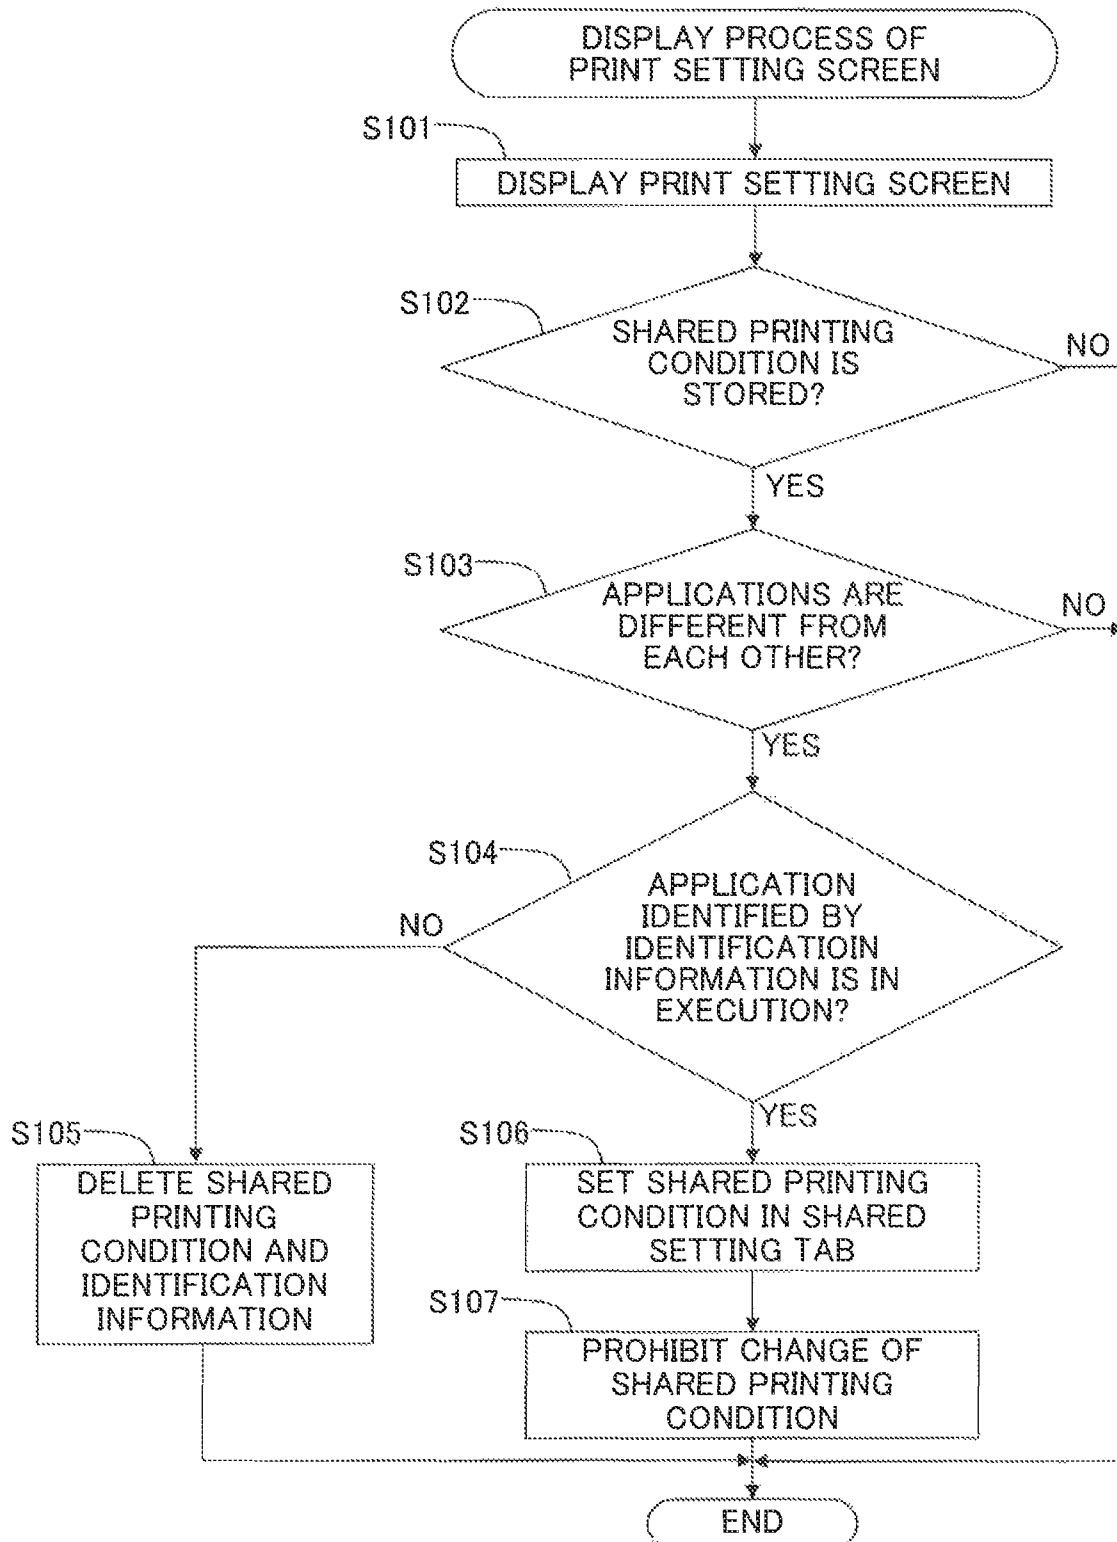 DISPLAY PROCESS OF
PRINT SETTING SCREEN
S101
DISPLAY PRINT SETTING SCREEN
S102
SHARED PRINTING
CONDITION IS
STORED?
NO
YES
S103
APPLICATIONS ARE
DIFFERENT FROM
EACH OTHER?
NO
YES
S104
APPLICATION
IDENTIFIED BY
IDENTIFICATIOIN
INFORMATION IS IN
EXECUTION?
NO
YES
S105
DELETE SHARED
PRINTING
CONDITION AND
IDENTIFICATION
INFORMATION
S106
SET SHARED PRINTING
CONDITION IN SHARED
SETTING TAB
S107
PROHIBIT CHANGE OF
SHARED PRINTING
CONDITION
END